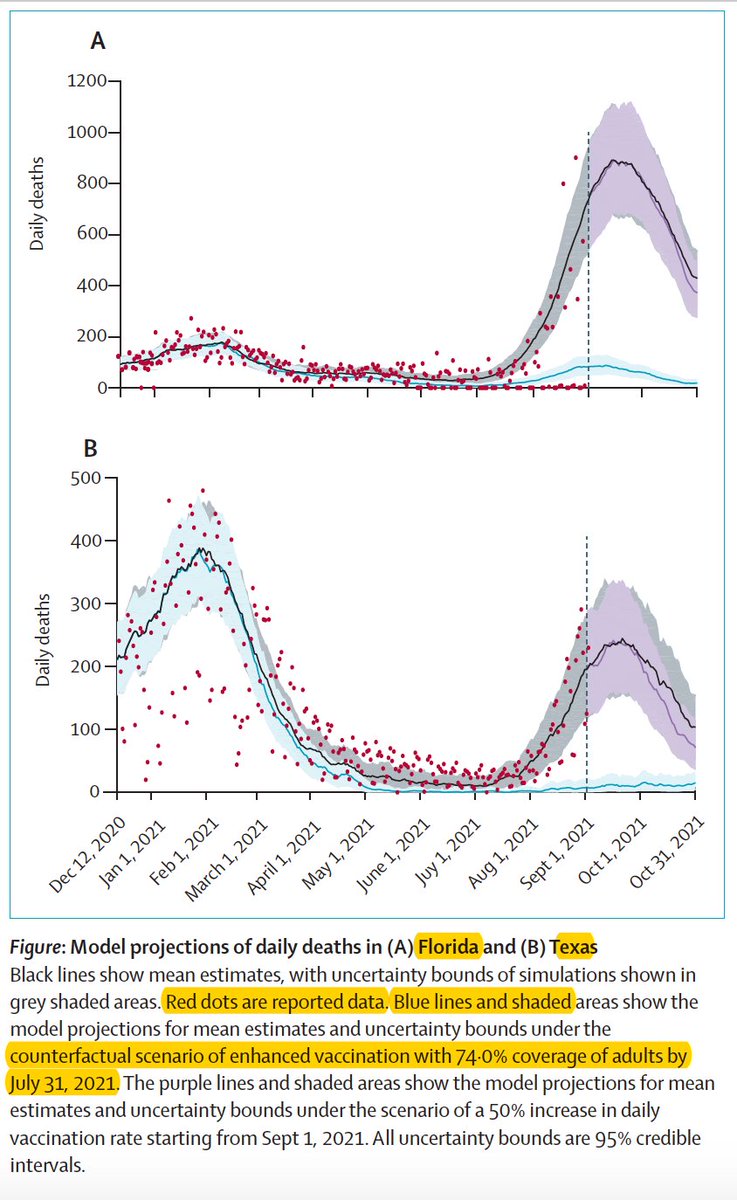 A
1200
1000
800
600
400
200
0
Daily deaths
B
500
400
300
200
100
0
Daily deaths
Dec 12, 2020
Jan 1, 2021
Feb 1, 2021
March 1, 2021
April 1, 2021
May 1, 2021
June 1, 2021
July 1, 2021
Aug 1, 2021
Sept 1, 2021
Oct 1, 2021
Oct 31, 2021
Figure: Model projections of daily deaths in (A) Florida and (B) Texas
Black lines show mean estimates, with uncertainty bounds of simulations shown in
grey shaded areas. Red dots are reported data. Blue lines and shaded areas show the
model projections for mean estimates and uncertainty bounds under the
counterfactual scenario of enhanced vaccination with 74·0% coverage of adults by
July 31, 2021. The purple lines and shaded areas show the model projections for mean
estimates and uncertainty bounds under the scenario of a 50% increase in daily
vaccination rate starting from Sept 1, 2021. All uncertainty bounds are 95% credible
intervals.